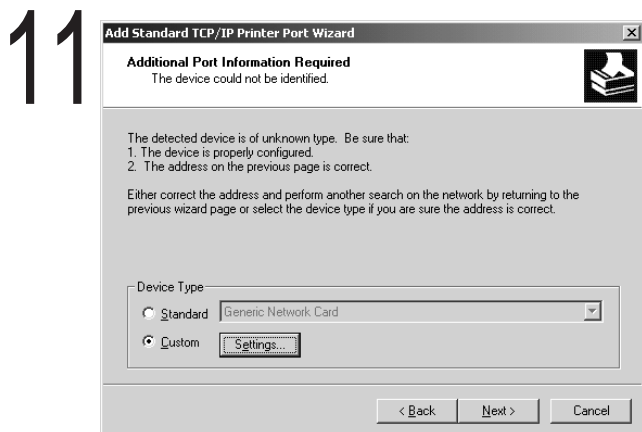 11
Add Standard TCP/IP Printer Port Wizard
Additional Port Information Required
The device could not be identified.
The detected device is of unknown type. Be sure that:
1. The device is properly configured.
2. The address on the previous page is correct.
Either correct the address and perform another search on the network by returning to the
previous wizard page or select the device type if you are sure the address is correct.
Device Type
Standard Generic Network Card
Custom Settings...
< Back Next > Cancel